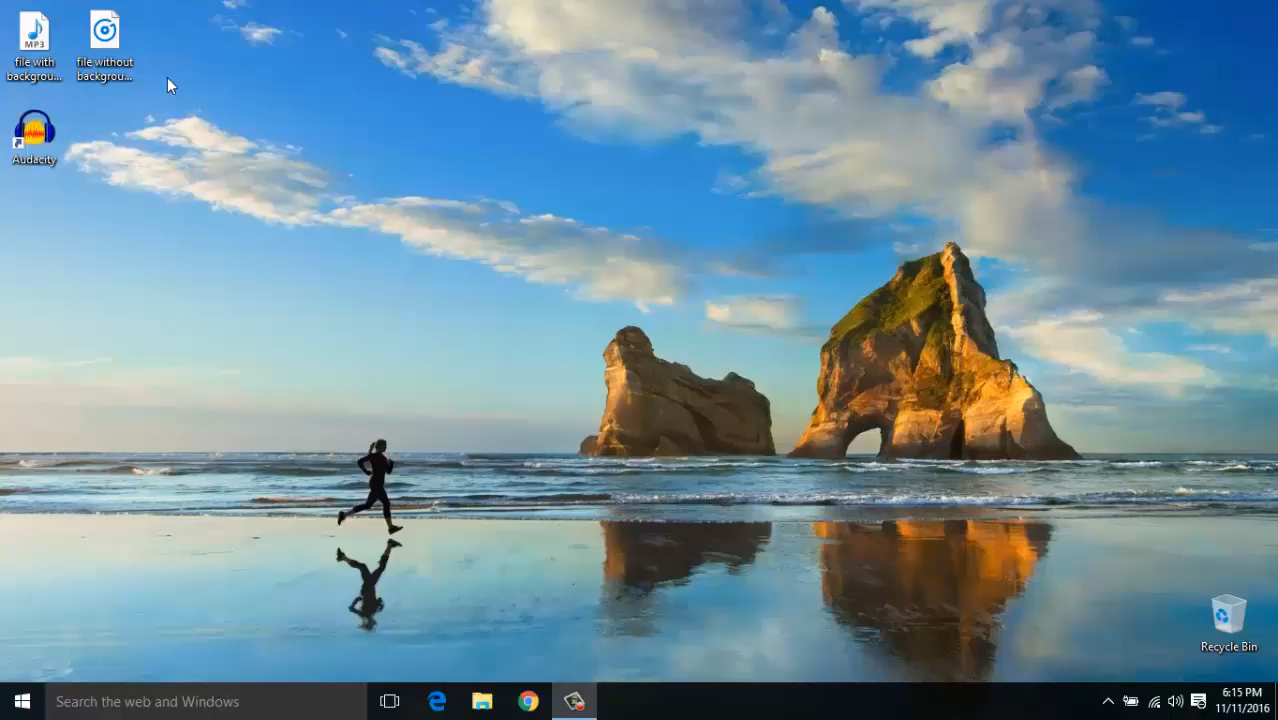 MP3
file with
backgrou...
file without
backgrou...
Audacity
Recycle Bin
Search the web and Windows
6:15 PM
11/11/2016